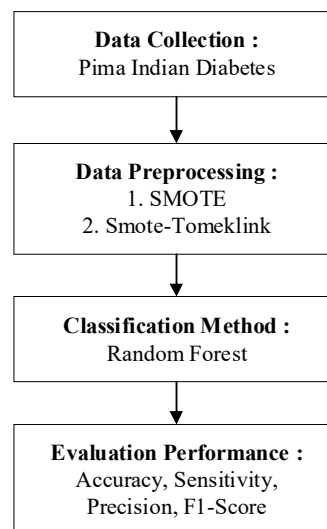 Data Collection :
Pima Indian Diabetes
Data Preprocessing :
1. SMOTE
2. Smote-Tomeklink
Classification Method :
Random Forest
Evaluation Performance :
Accuracy, Sensitivity,
Precision, F1-Score